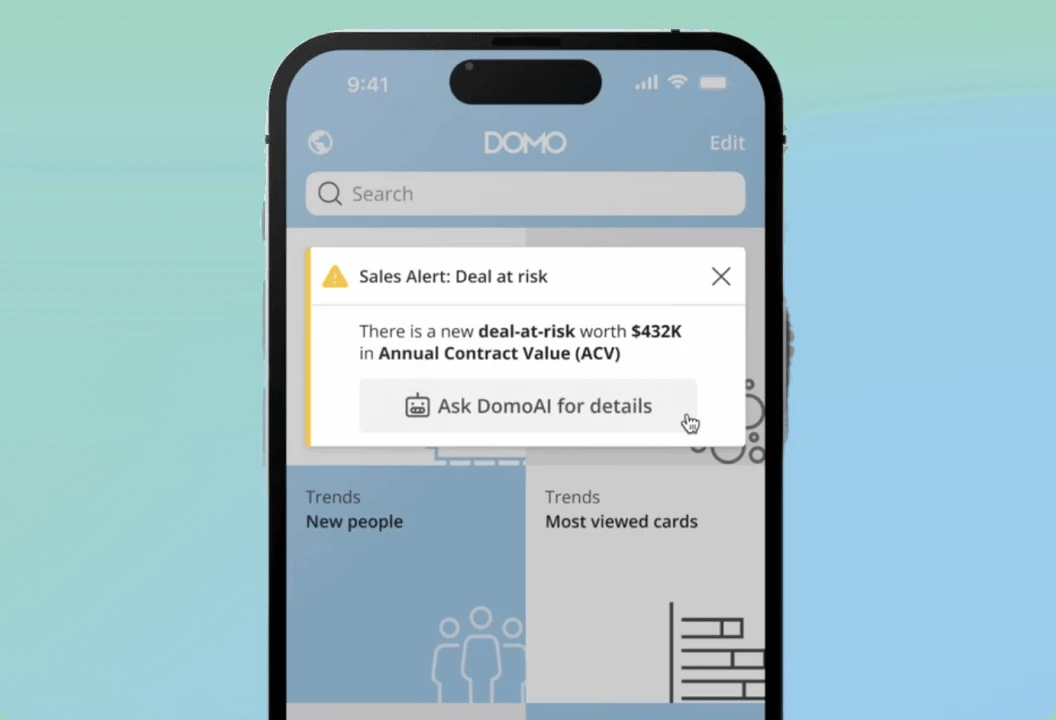 9:41
DOMO
Edit
Search
Sales Alert: Deal at risk
There is a new deal-at-risk worth $432K
in Annual Contract Value (ACV)
Ask DomoAI for details
Trends
New people
Trends
Most viewed cards